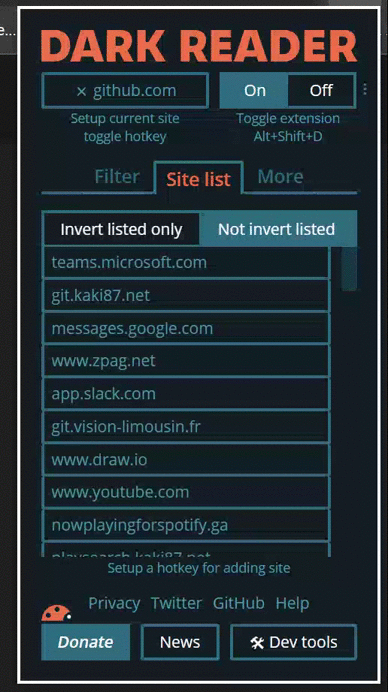 e...
DARK READER
× github.com
On
Off
Setup current site
toggle hotkey
Toggle extension
Alt+Shift+D
Filter
Site list
More
Invert listed only
Not invert listed
teams.microsoft.com
git.kaki87.net
messages.google.com
www.zpag.net
app.slack.com
git.vision-limousin.fr
www.draw.io
www.youtube.com
nowplayingforspotify.ga
playsearch.kaki87.net
Setup a hotkey for adding site
Privacy Twitter GitHub Help
Donate
News
🛠 Dev tools